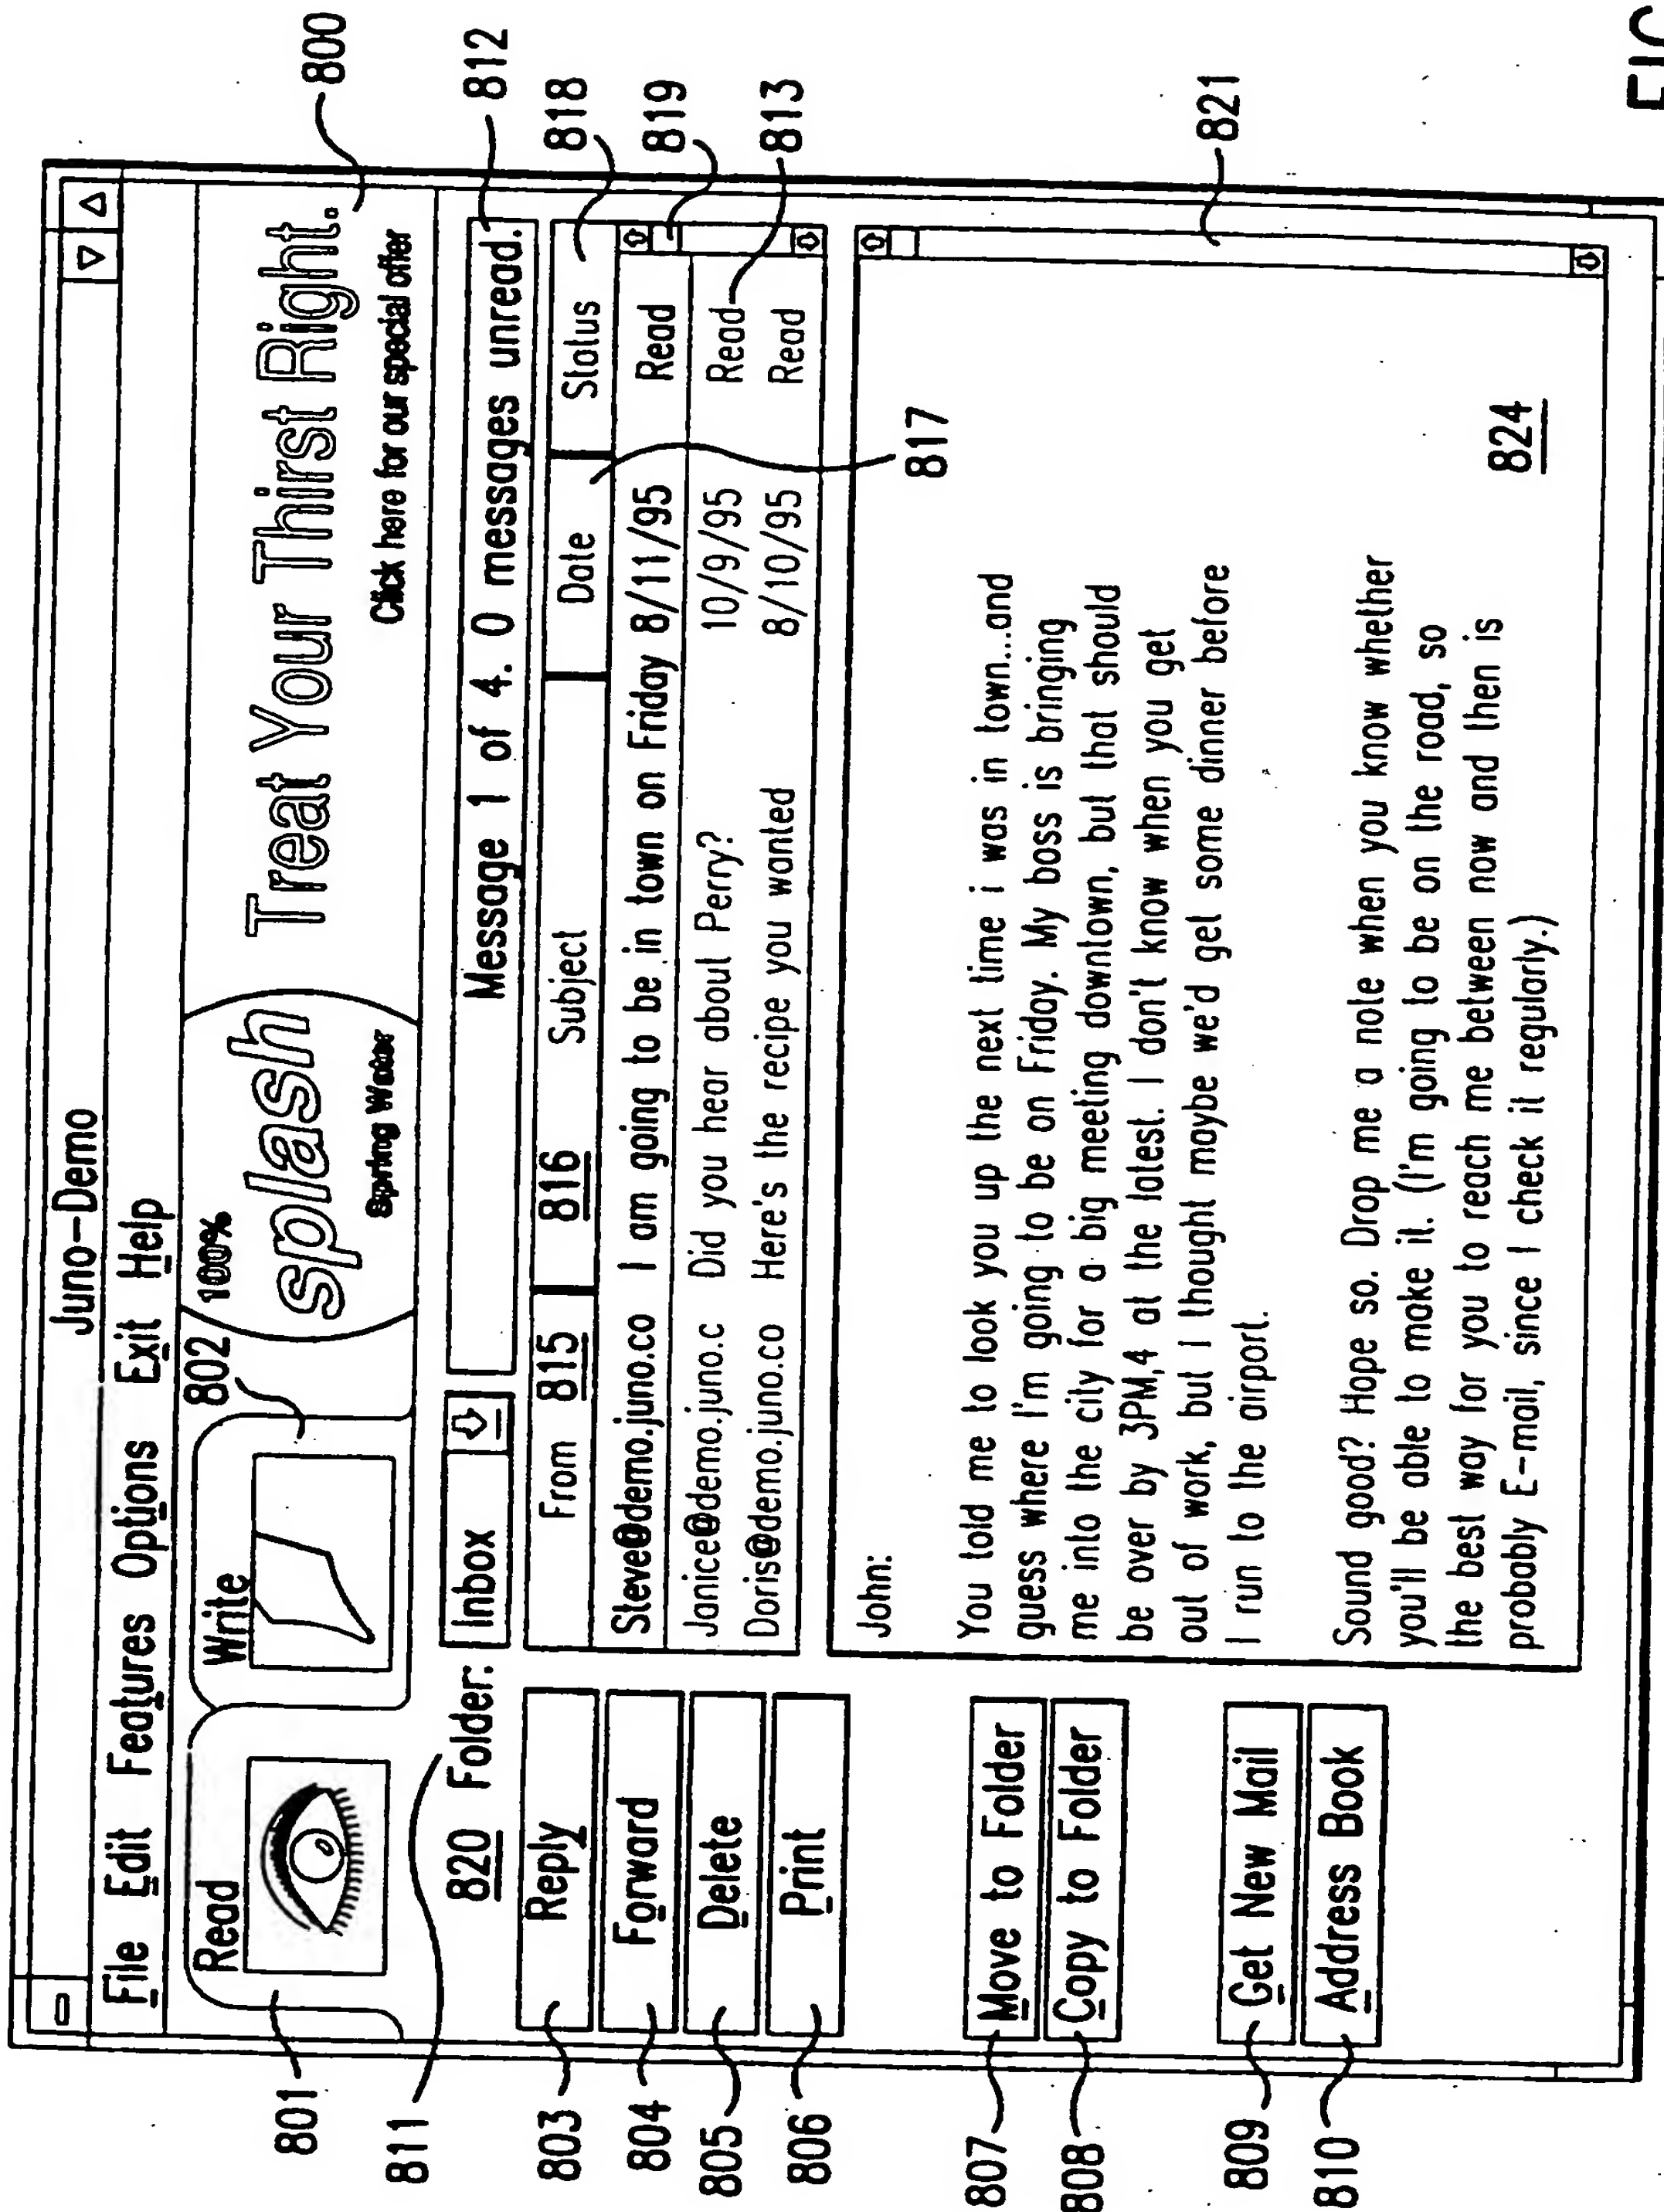 Juno-Demo
File Edit Features Options Exit Help
Read
Write
802
100%
splash
Spring Water
Treat Your Thirst Right.
Click here for our special offer
800
801
811
820 Folder: Inbox
Message 1 of 4. 0 messages unread.
812
From 815 816 Subject Date Status
818
Steve@demo.juno.co I am going to be in town on Friday 8/11/95 Read
819
Janice@demo.juno.c Did you hear about Perry? 10/9/95 Read
813
Doris@demo.juno.co Here's the recipe you wanted 8/10/95 Read
817
803 Reply
804 Forward
805 Delete
806 Print
807 Move to Folder
808 Copy to Folder
809 Get New Mail
810 Address Book
John:
You told me to look you up the next time i was in town...and
guess where I'm going to be on Friday. My boss is bringing
me into the city for a big meeting downtown, but that should
be over by 3PM,4 at the latest. I don't know when you get
out of work, but I thought maybe we'd get some dinner before
I run to the airport.
821
Sound good? Hope so. Drop me a note when you know whether
you'll be able to make it. (I'm going to be on the road, so
the best way for you to reach me between now and then is
probably E-mail, since I check it regularly.)
824